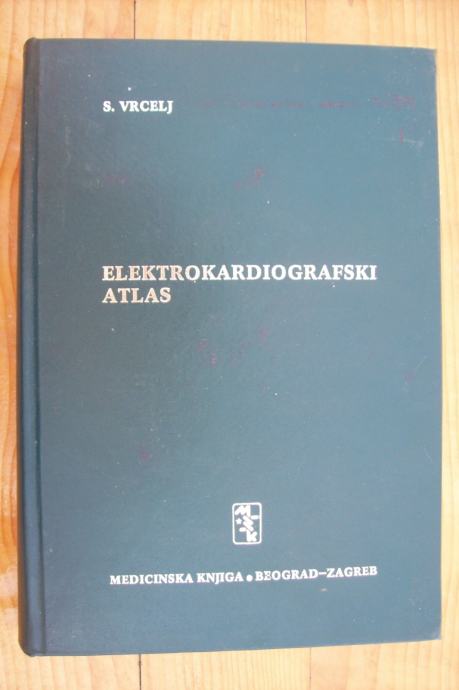 S. VRCELJ
ELEKTROKARDIOGRAFSKI
ATLAS
M
K
MEDICINSKA KNJIGA • BEOGRAD—ZAGREB